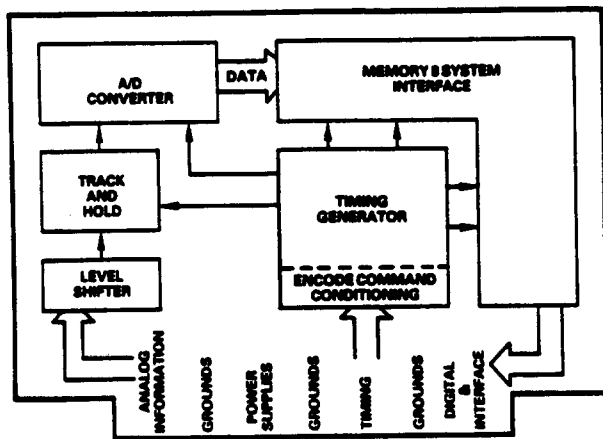 A/D
CONVERTER
DATA
MEMORY 8 SYSTEM
INTERFACE
TRACK
AND
HOLD
TIMING
GENERATOR
ENCODE COMMAND
CONDITIONING
LEVEL
SHIFTER
ANALOG
INFORMATION
GROUNDS
POWER
SUPPLIES
GROUNDS
TIMING
GROUNDS
DIGITAL
&
INTERFACE